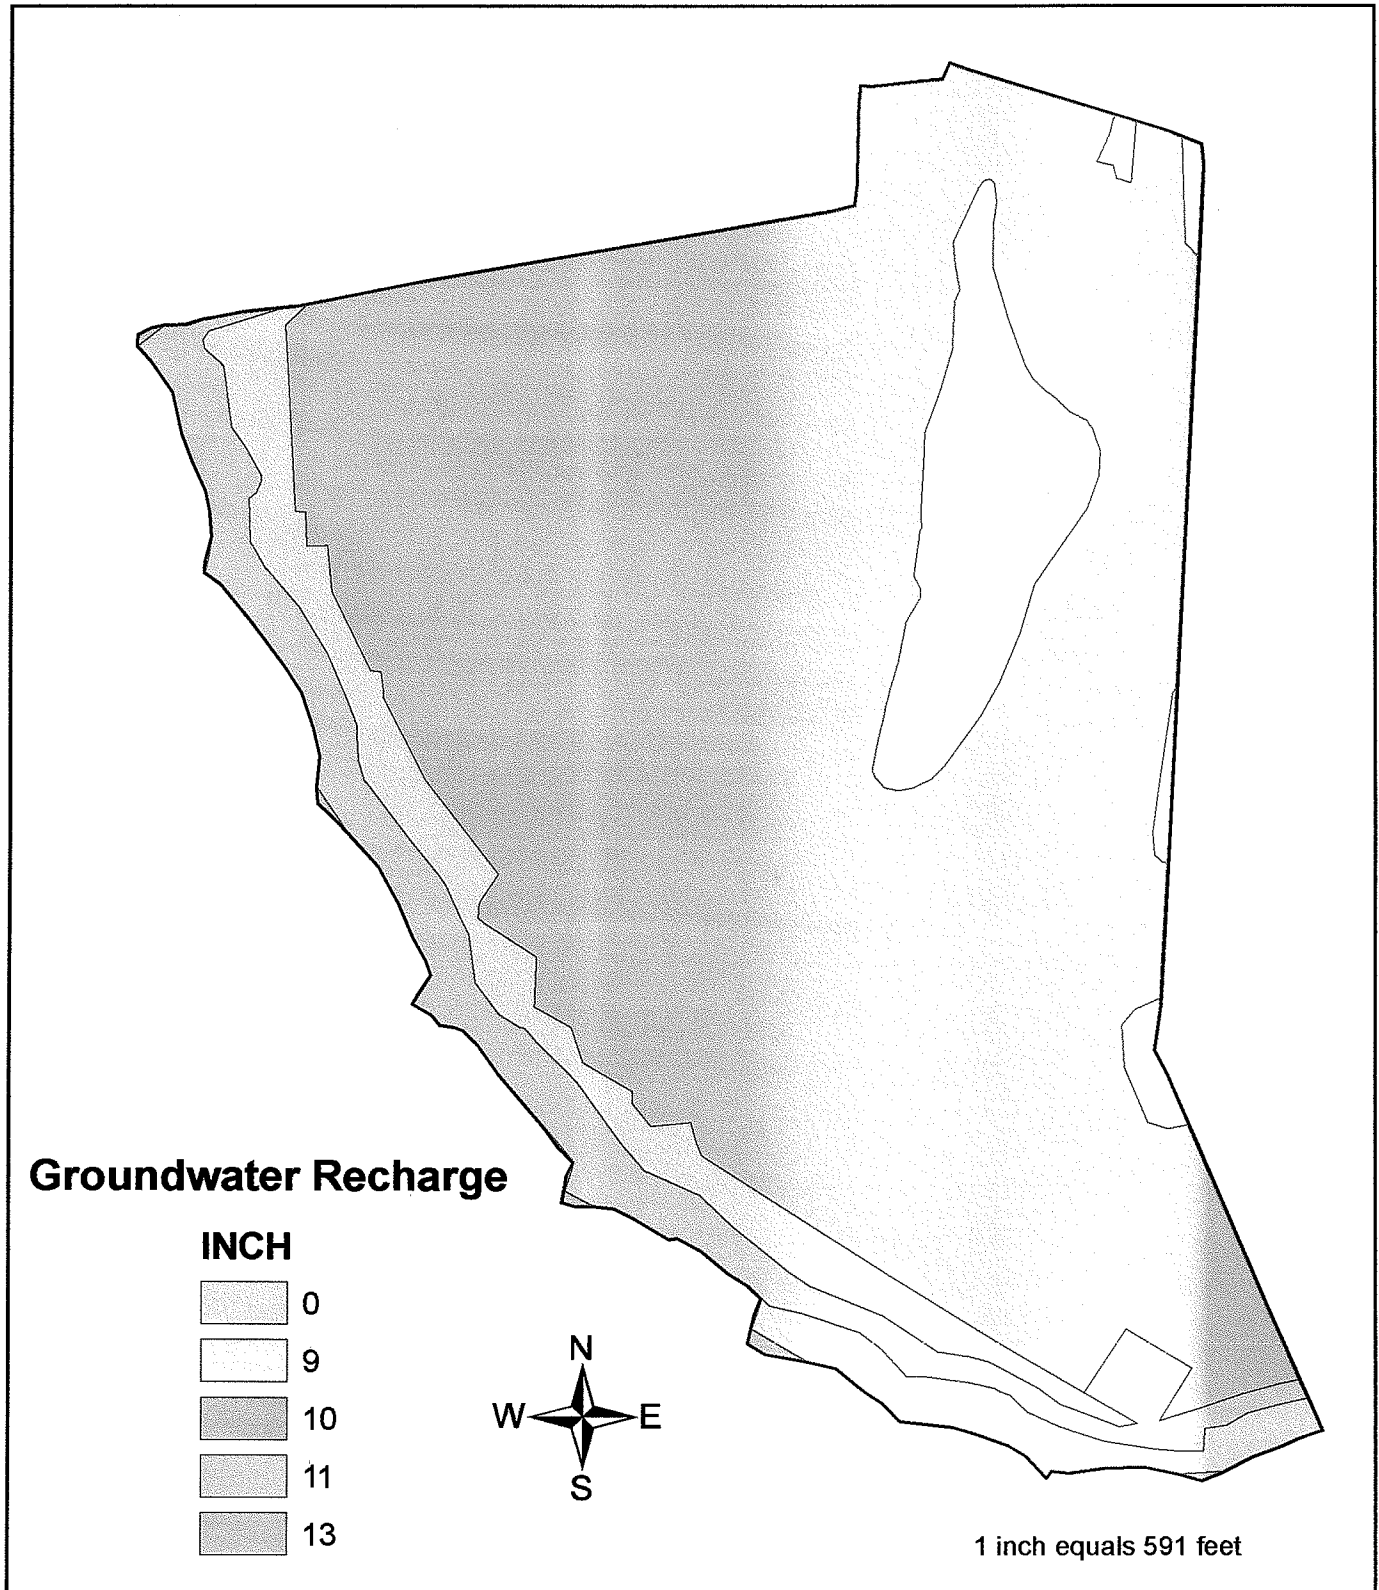 Groundwater Recharge
INCH
0
9
10
11
13
N
W E
S
1 inch equals 591 feet